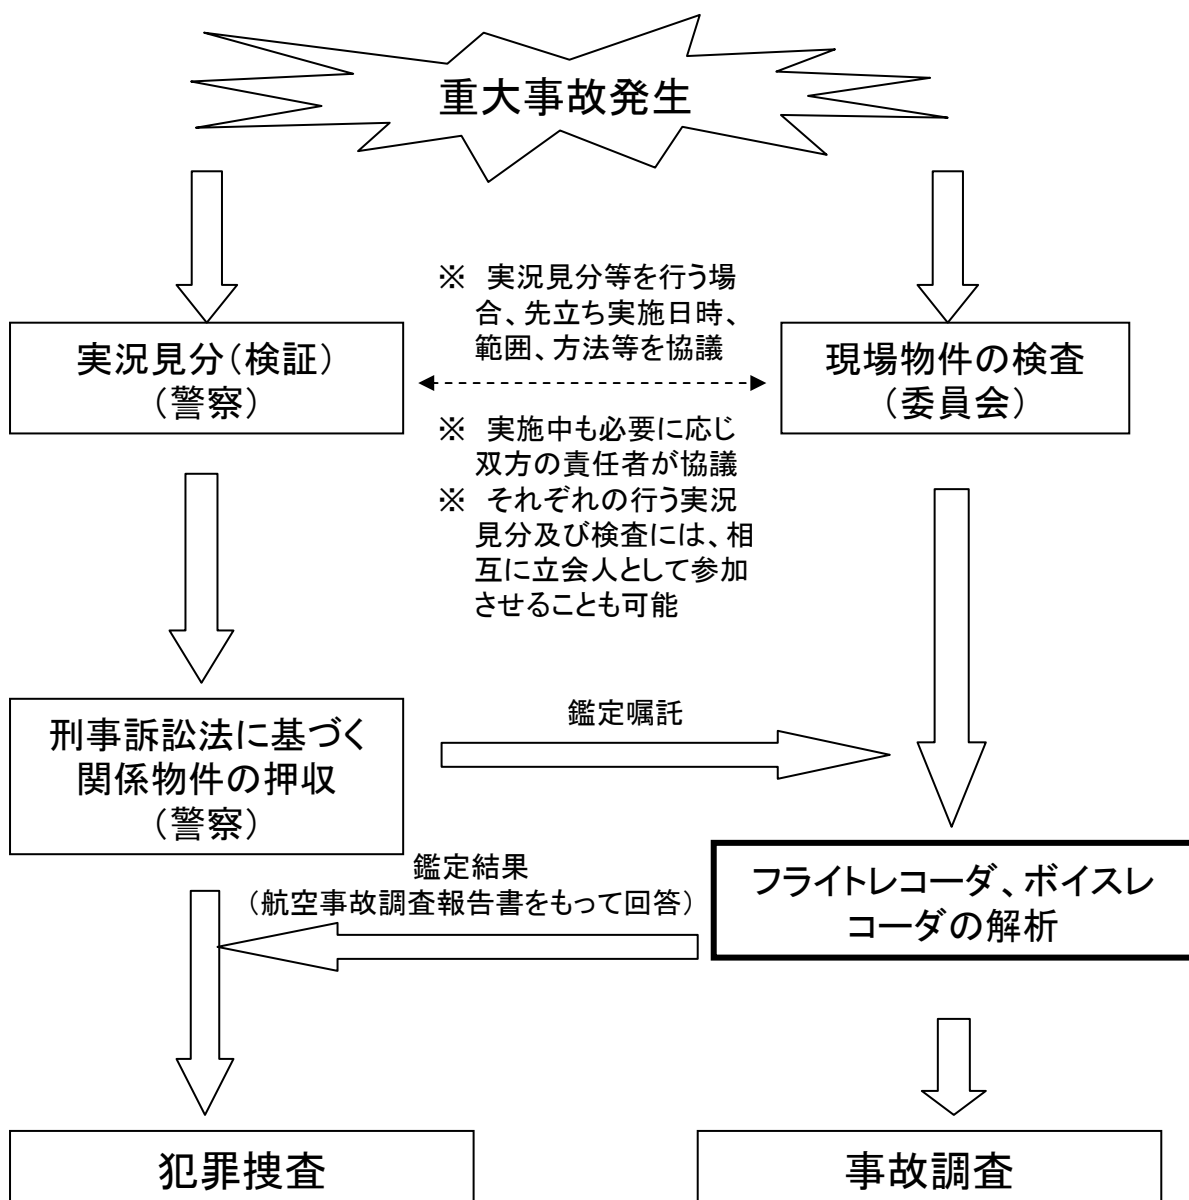 重大事故発生
※ 実況見分等を行う場
合、先立ち実施日時、
範囲、方法等を協議
実況見分（検証）
（警察）
現場物件の検査
（委員会）
※ 実施中も必要に応じ
双方の責任者が協議
※ それぞれの行う実況
見分及び検査には、相
互に立会人として参加
させることも可能
刑事訴訟法に基づく
関係物件の押収
（警察）
鑑定嘱託
鑑定結果
（航空事故調査報告書をもって回答）
フライトレコーダ、ボイスレ
コーダの解析
犯罪捜査
事故調査